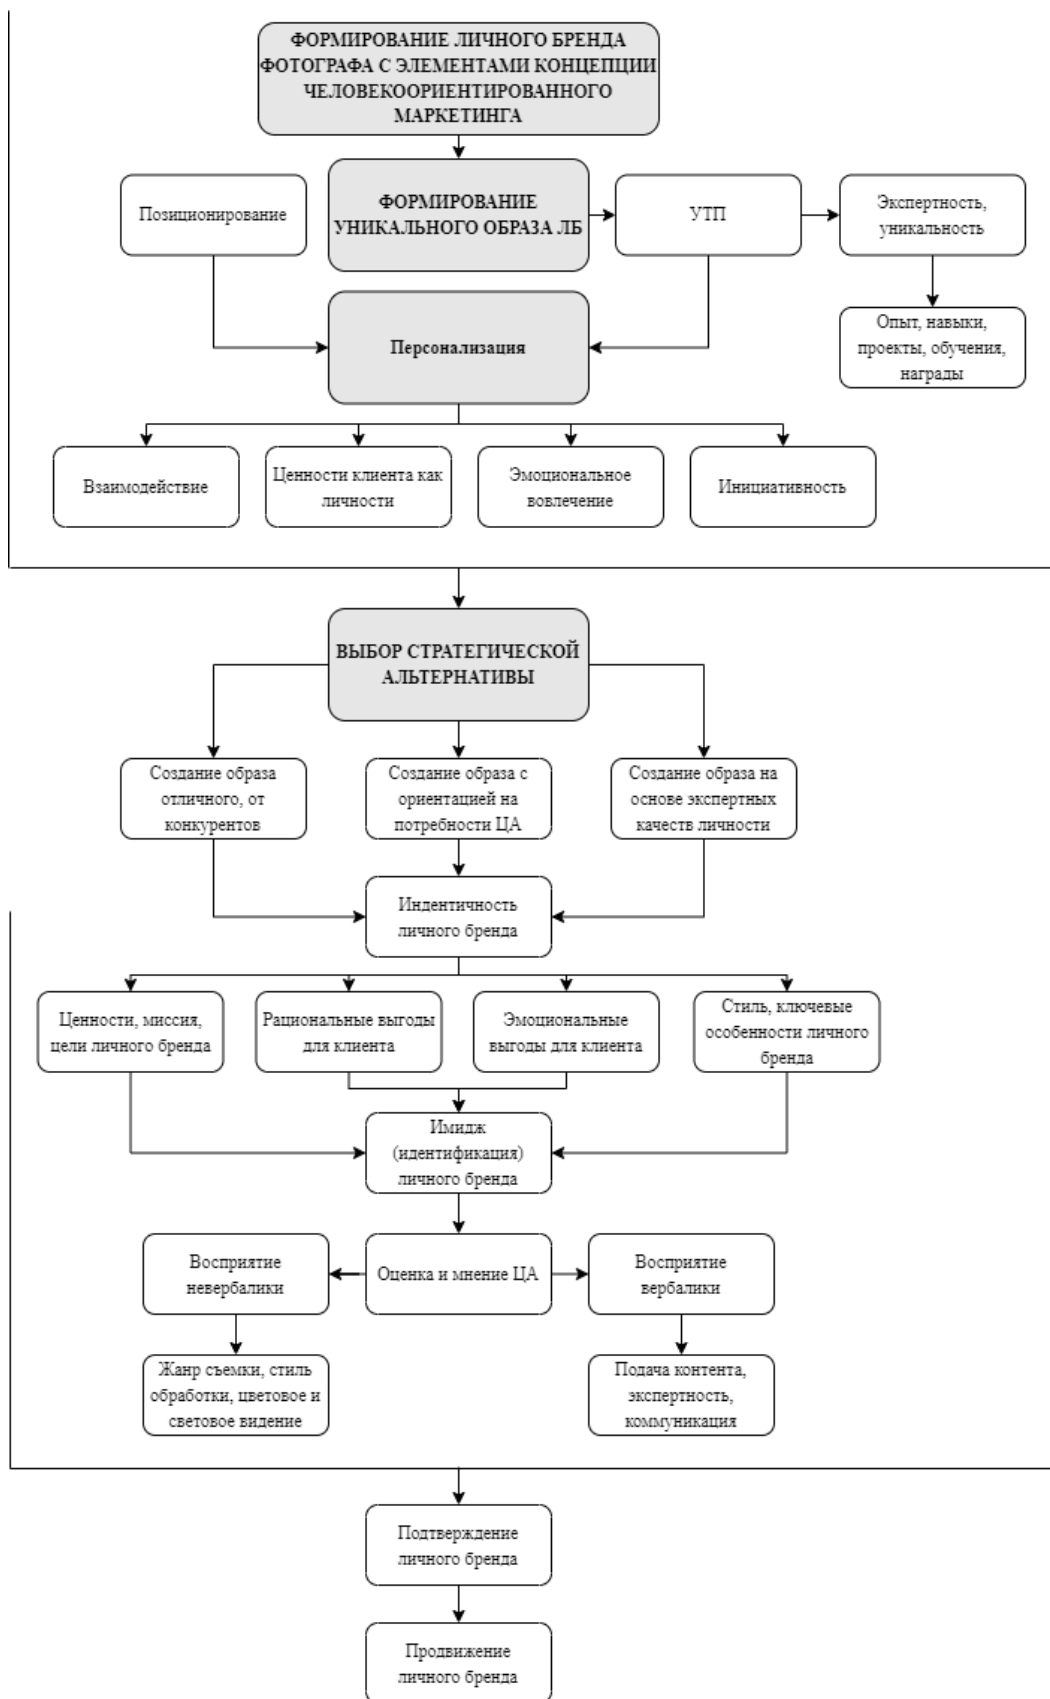 ФОРМИРОВАНИЕ ЛИЧНОГО БРЕНДА
ФОТОГРАФА С ЭЛЕМЕНТАМИ КОНЦЕПЦИИ
ЧЕЛОВЕКООРИЕНТИРОВАННОГО
МАРКЕТИНГА
Позиционирование
ФОРМИРОВАНИЕ
УНИКАЛЬНОГО ОБРАЗА ЛБ
УТП
Экспертность,
уникальность
Персонализация
Опыт, навыки,
проекты, обучения,
награды
Взаимодействие
Ценности клиента как
личности
Эмоциональное
вовлечение
Инициативность
ВЫБОР СТРАТЕГИЧЕСКОЙ
АЛЬТЕРНАТИВЫ
Создание образа
отличного, от
конкурентов
Создание образа с
ориентацией на
потребности ЦА
Создание образа на
основе экспертных
качеств личности
Индентичность
личного бренда
Ценности, миссия,
цели личного бренда
Рациональные выгоды
для клиента
Эмоциональные
выгоды для клиента
Стиль, ключевые
особенности личного
бренда
Имидж
(идентификация)
личного бренда
Восприятие
невербалики
Оценка и мнение ЦА
Восприятие
вербалики
Жанр съемки, стиль
обработки, цветовое и
световое видение
Подача контента,
экспертность,
коммуникация
Подтверждение
личного бренда
Продвижение
личного бренда